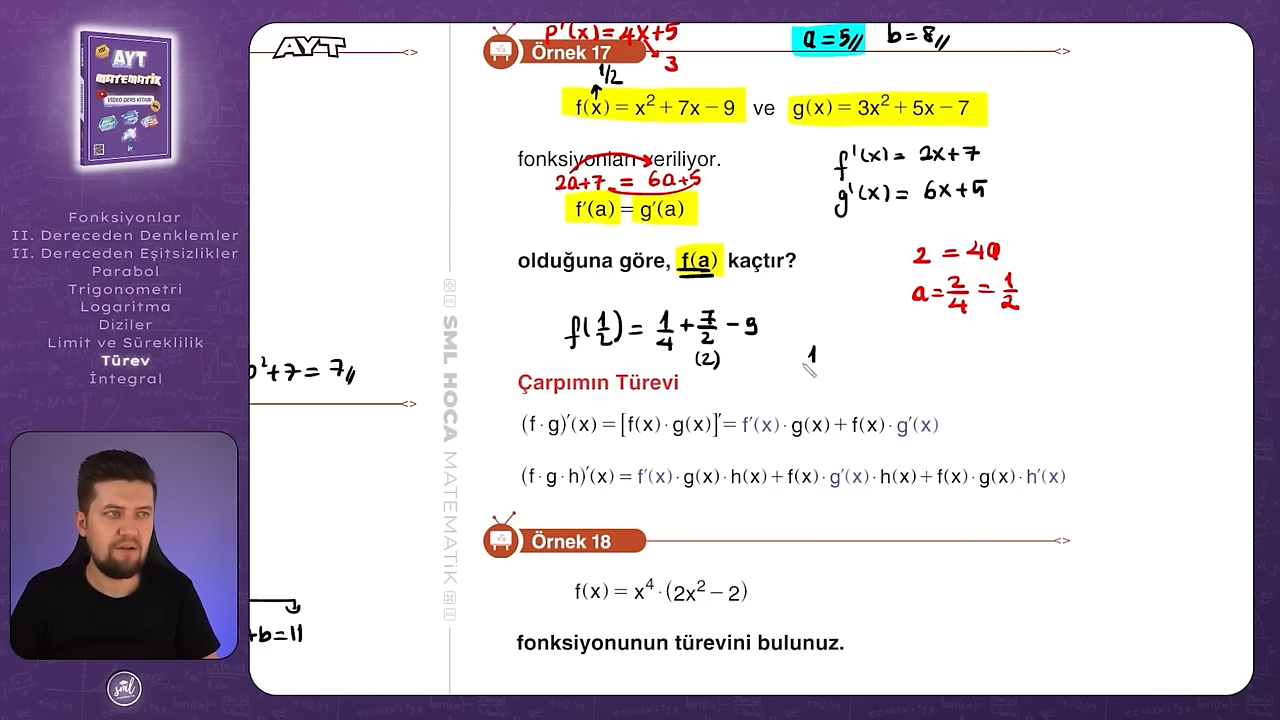 AYT
MATEMATİK
VİDEO DERS KİTABI
Fonksiyonlar
II. Dereceden Denklemler
II. Dereceden Eşitsizlikler
Parabol
Trigonometri
Logaritma
Diziler
Limit ve Süreklilik
Türev
İntegral
sml
AYT
b²+7=7//
+b=11
SML HOCA MATEMATİK
p'(x)=4x+5
3
a=5// b=8//
Örnek 17
1/2
f(x) = x² + 7x − 9 ve g(x) = 3x² + 5x − 7
fonksiyonları veriliyor.
2a+7 = 6a+5
f′(a) = g′(a)
f'(x) = 2x+7
g'(x) = 6x+5
olduğuna göre, f(a) kaçtır?
2 = 4a
a = 2/4 = 1/2
f(1/2) = 1/4 + 7/2 − 9
(2)
1
Çarpımın Türevi
(f · g)′(x) = [f(x) · g(x)]′ = f′(x) · g(x) + f(x) · g′(x)
(f · g · h)′(x) = f′(x) · g(x) · h(x) + f(x) · g′(x) · h(x) + f(x) · g(x) · h′(x)
Örnek 18
f(x) = x⁴ · (2x² − 2)
fonksiyonunun türevini bulunuz.